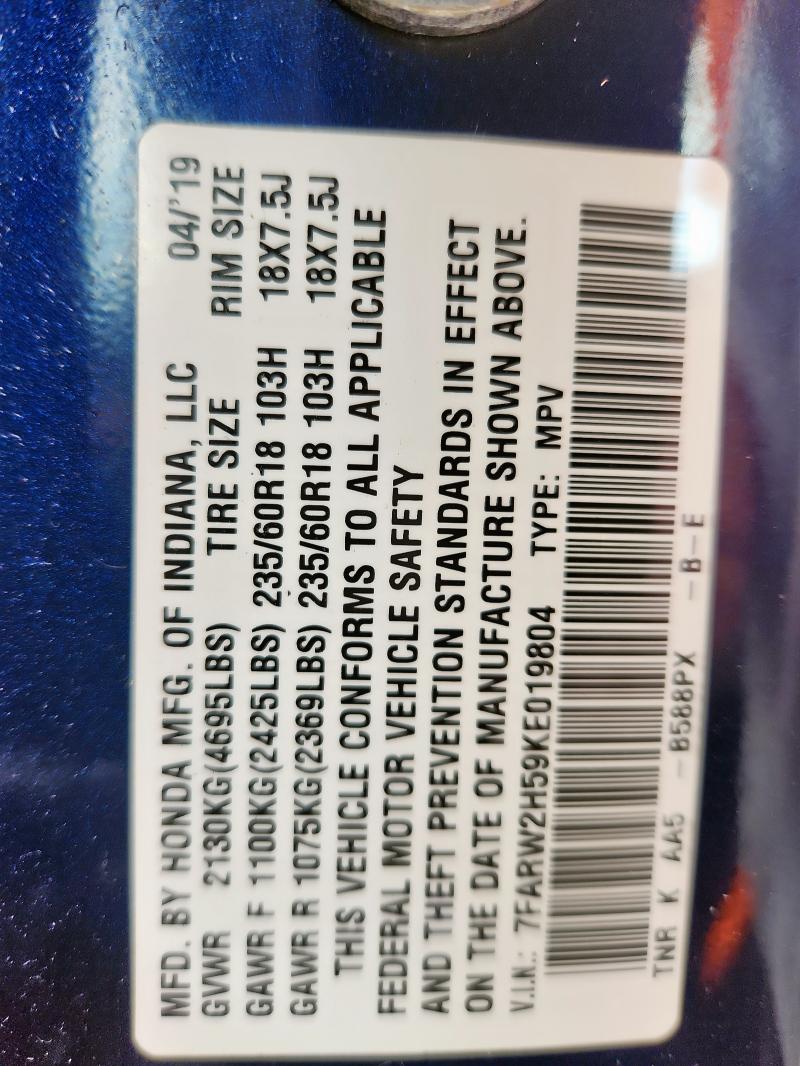 MFD. BY HONDA MFG. OF INDIANA, LLC 04/'19
GVWR 2130KG(4695LBS) TIRE SIZE RIM SIZE
GAWR F 1100KG(2425LBS) 235/60R18 103H 18X7.5J
GAWR R 1075KG(2369LBS) 235/60R18 103H 18X7.5J
THIS VEHICLE CONFORMS TO ALL APPLICABLE
FEDERAL MOTOR VEHICLE SAFETY
AND THEFT PREVENTION STANDARDS IN EFFECT
ON THE DATE OF MANUFACTURE SHOWN ABOVE.
V.I.N.: 7FARW2H59KE019804 TYPE: MPV
TNR K AA5 - B588PX - B - E